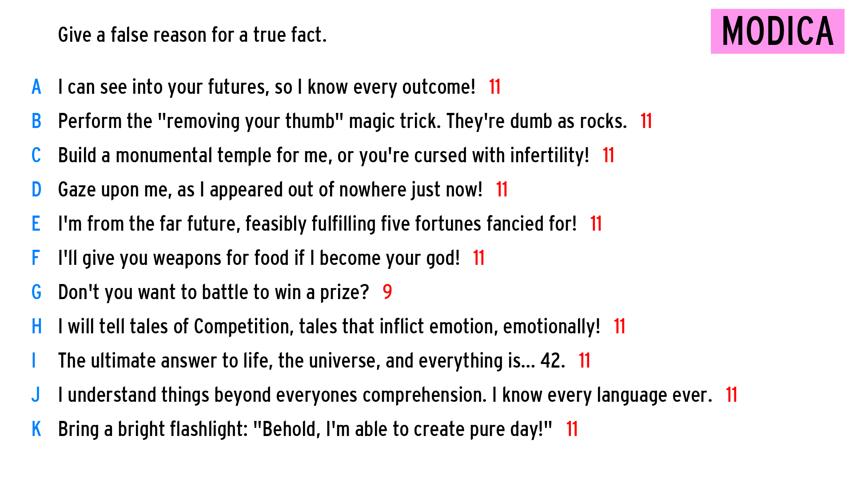 Give a false reason for a true fact.
MODICA
A I can see into your futures, so I know every outcome! 11
B Perform the "removing your thumb" magic trick. They're dumb as rocks. 11
C Build a monumental temple for me, or you're cursed with infertility! 11
D Gaze upon me, as I appeared out of nowhere just now! 11
E I'm from the far future, feasibly fulfilling five fortunes fancied for! 11
F I'll give you weapons for food if I become your god! 11
G Don't you want to battle to win a prize? 9
H I will tell tales of Competition, tales that inflict emotion, emotionally! 11
I The ultimate answer to life, the universe, and everything is... 42. 11
J I understand things beyond everyones comprehension. I know every language ever. 11
K Bring a bright flashlight: "Behold, I'm able to create pure day!" 11